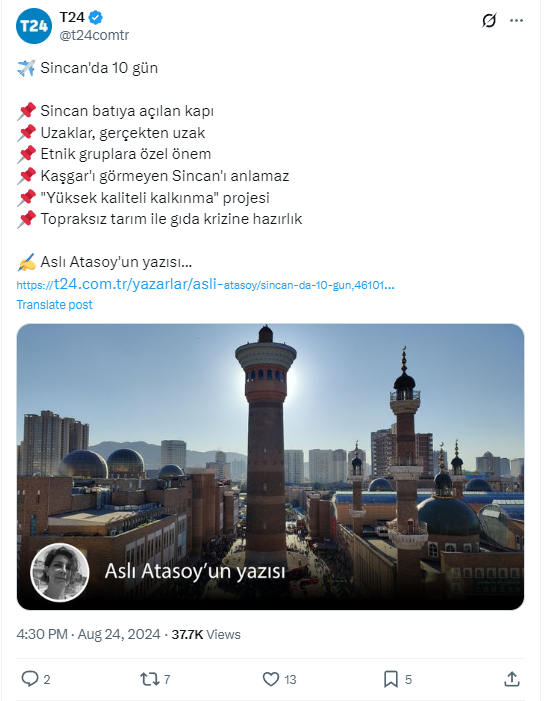 T24
T24
@t24comtr
✈️ Sincan'da 10 gün
📌 Sincan batıya açılan kapı
📌 Uzaklar, gerçekten uzak
📌 Etnik gruplara özel önem
📌 Kaşgar'ı görmeyen Sincan'ı anlamaz
📌 "Yüksek kaliteli kalkınma" projesi
📌 Topraksız tarım ile gıda krizine hazırlık
✍️ Aslı Atasoy'un yazısı...
https://t24.com.tr/yazarlar/asli-atasoy/sincan-da-10-gun,46101...
Translate post
Aslı Atasoy'un yazısı
4:30 PM · Aug 24, 2024 · 37.7K Views
2 7 13 5